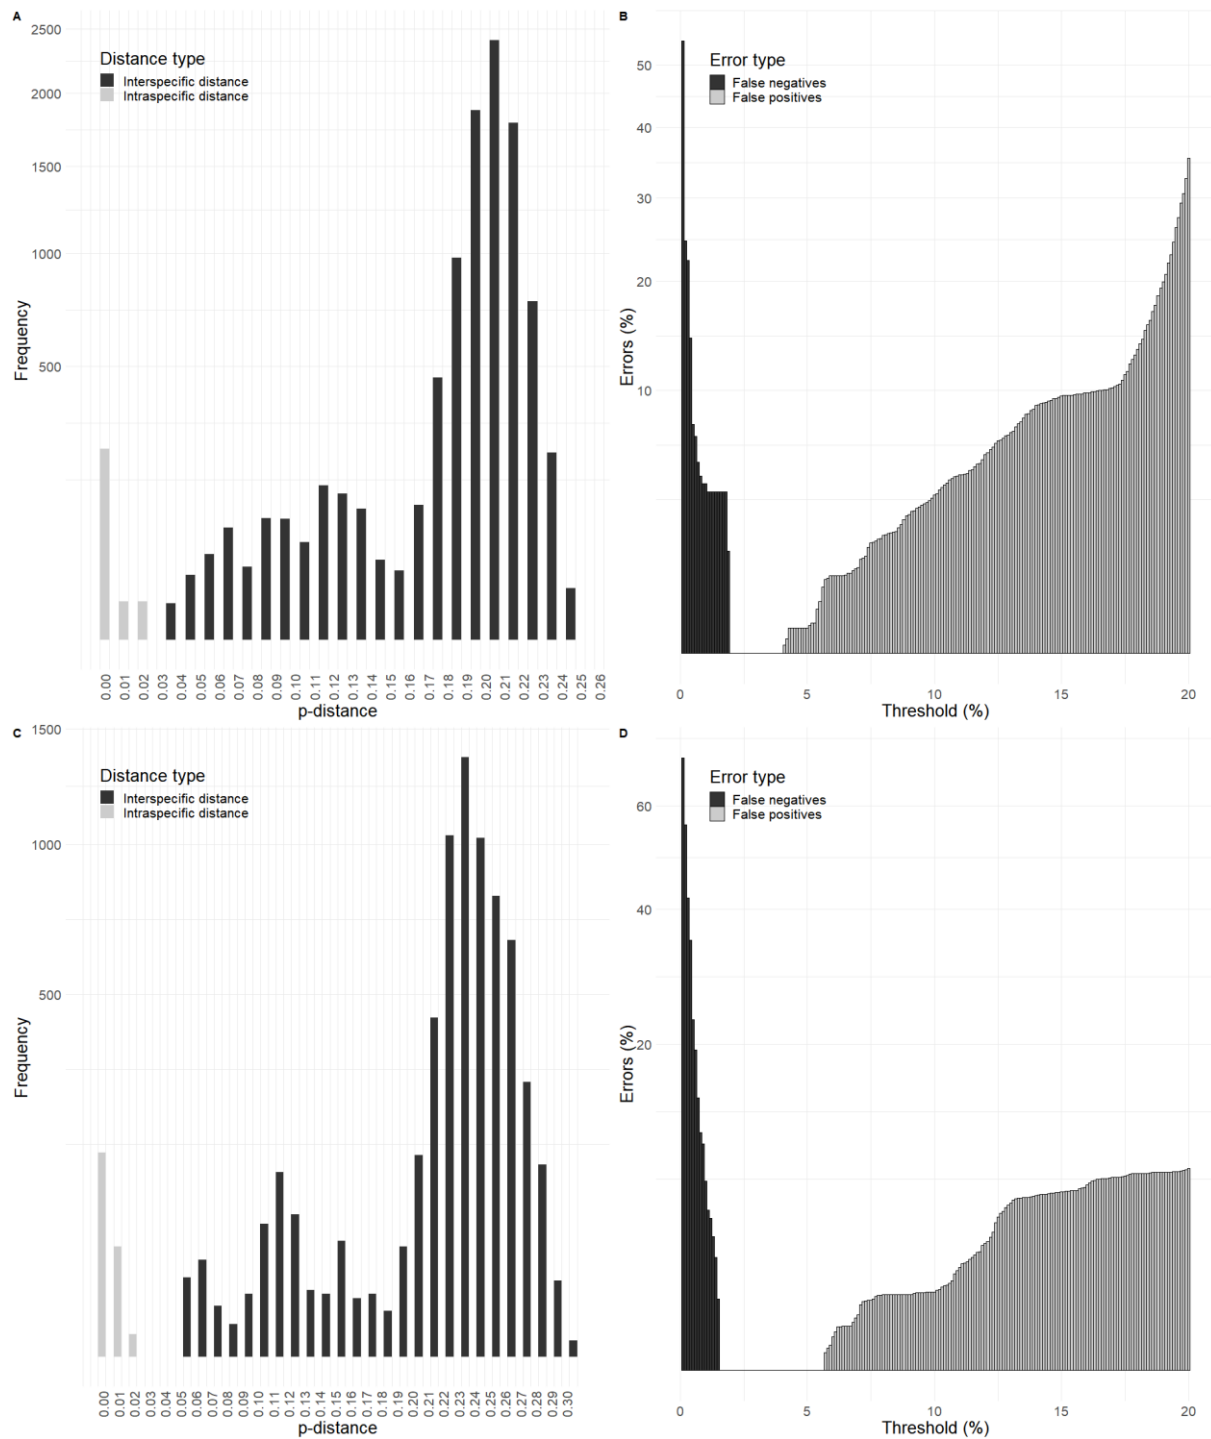 A
2500
2000
1500
1000
500
Frequency
Distance type
Interspecific distance
Intraspecific distance
0.00 0.01 0.02 0.03 0.04 0.05 0.06 0.07 0.08 0.09 0.10 0.11 0.12 0.13 0.14 0.15 0.16 0.17 0.18 0.19 0.20 0.21 0.22 0.23 0.24 0.25 0.26
p-distance
B
50
40
30
20
10
Errors (%)
Error type
False negatives
False positives
0 5 10 15 20
Threshold (%)
C
1500
1000
500
Frequency
Distance type
Interspecific distance
Intraspecific distance
0.00 0.01 0.02 0.03 0.04 0.05 0.06 0.07 0.08 0.09 0.10 0.11 0.12 0.13 0.14 0.15 0.16 0.17 0.18 0.19 0.20 0.21 0.22 0.23 0.24 0.25 0.26 0.27 0.28 0.29 0.30
p-distance
D
60
40
20
Errors (%)
Error type
False negatives
False positives
0 5 10 15 20
Threshold (%)